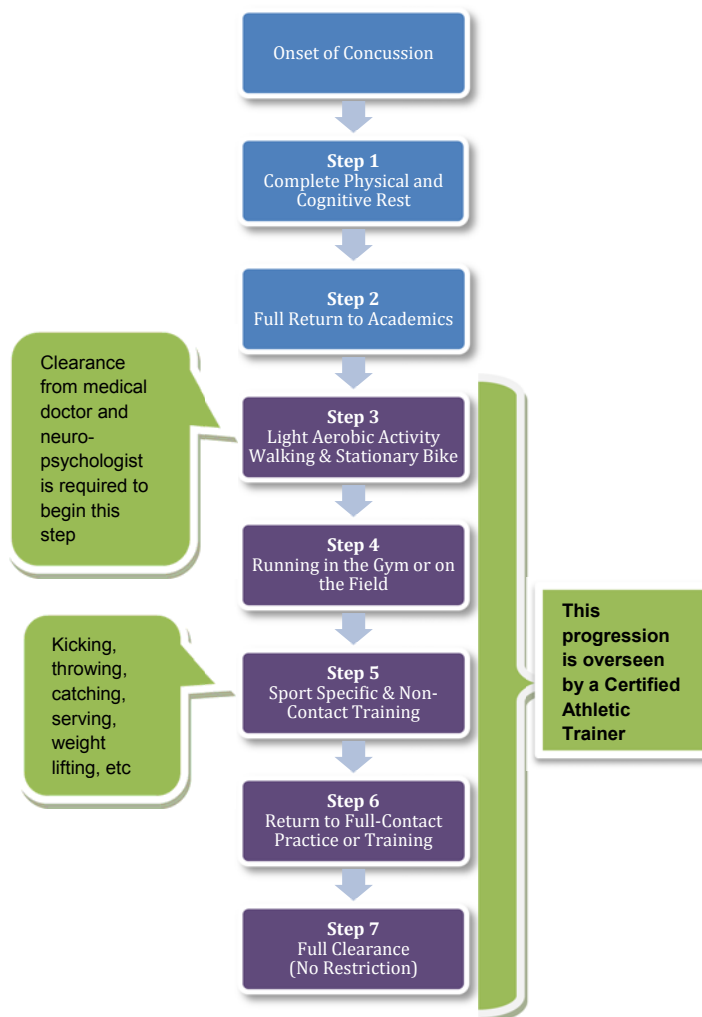 Onset of Concussion
Step 1
Complete Physical and
Cognitive Rest
Step 2
Full Return to Academics
Clearance
from medical
doctor and
neuro-
psychologist
is required to
begin this
step
Step 3
Light Aerobic Activity
Walking & Stationary Bike
Step 4
Running in the Gym or on
the Field
This
progression
is overseen
by a Certified
Athletic
Trainer
Kicking,
throwing,
catching,
serving,
weight
lifting, etc
Step 5
Sport Specific & Non-
Contact Training
Step 6
Return to Full-Contact
Practice or Training
Step 7
Full Clearance
(No Restriction)